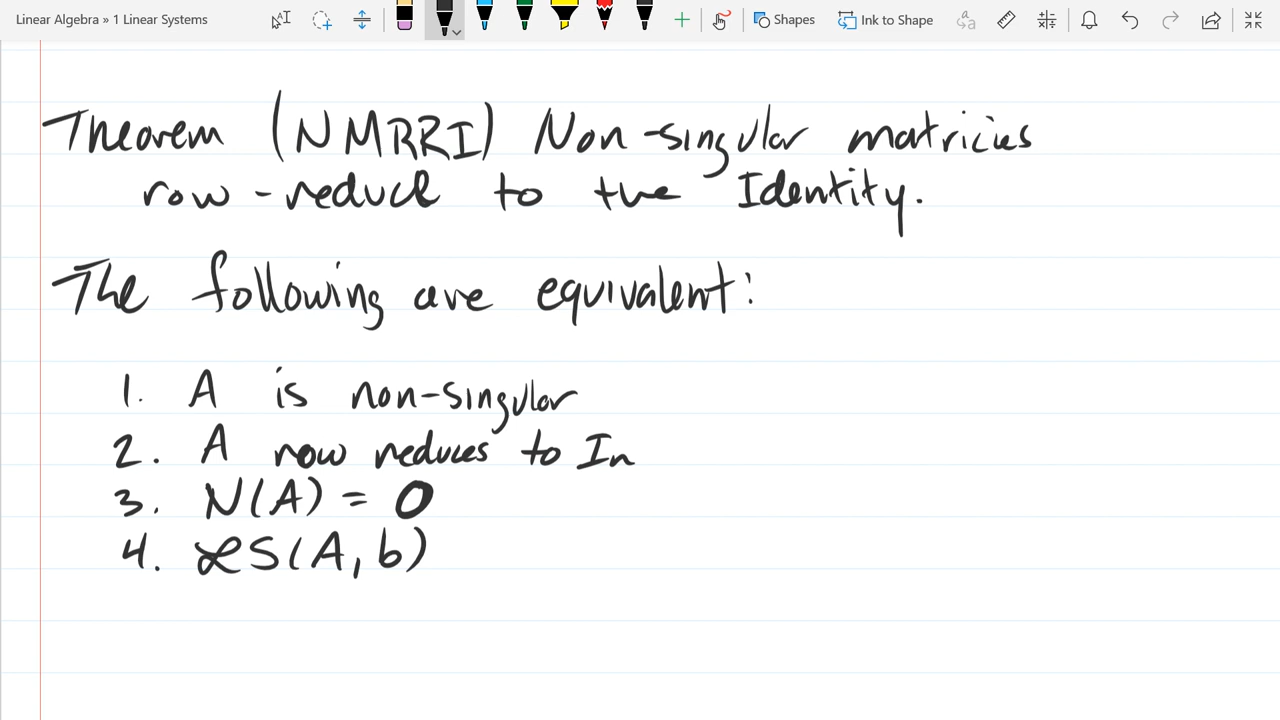 Linear Algebra » 1 Linear Systems
Shapes
Ink to Shape
Theorem (NMRRI) Non-singular matricies
row-reduce to the Identity.
The following are equivalent:
1. A is non-singular
2. A row reduces to In
3. N(A) = 0
4. LS(A, b)